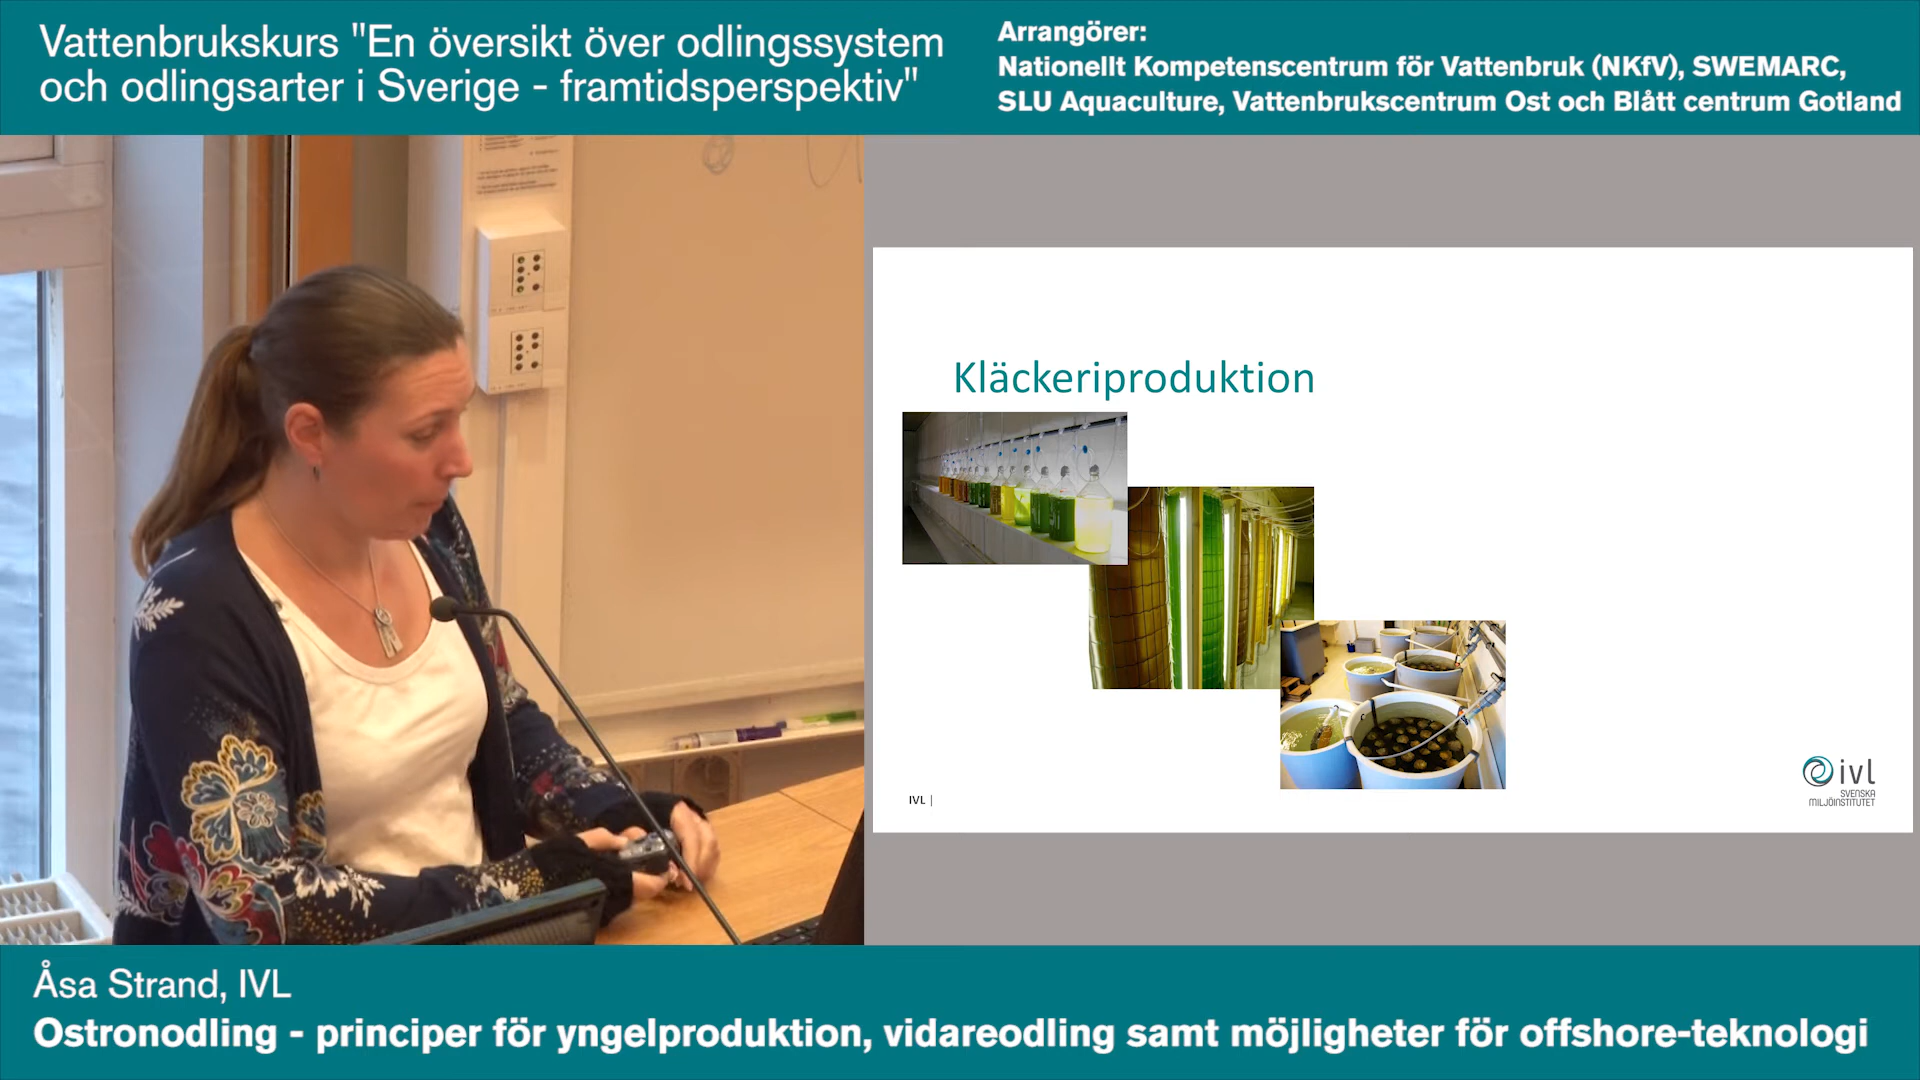 Vattenbrukskurs "En översikt över odlingssystem
och odlingsarter i Sverige - framtidsperspektiv"
Arrangörer:
Nationellt Kompetenscentrum för Vattenbruk (NKfV), SWEMARC,
SLU Aquaculture, Vattenbrukscentrum Ost och Blått centrum Gotland
Kläckeriproduktion
IVL |
ivl
SVENSKA
MILJÖINSTITUTET
Åsa Strand, IVL
Ostronodling - principer för yngelproduktion, vidareodling samt möjligheter för offshore-teknologi